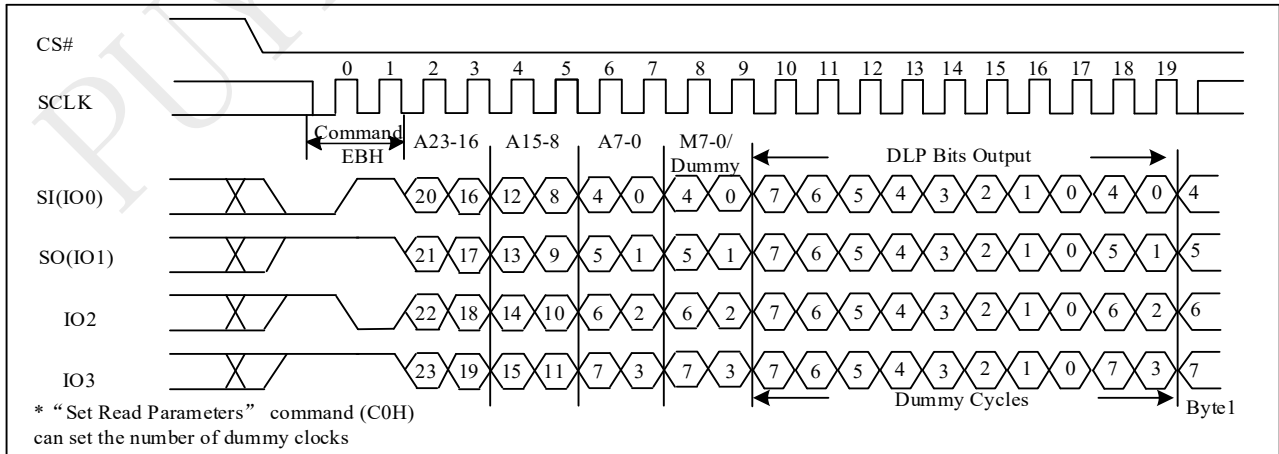 PUY
CS#
0 1 2 3 4 5 6 7 8 9 10 11 12 13 14 15 16 17 18 19
SCLK
Command A23-16 A15-8 A7-0 M7-0/ DLP Bits Output
EBH Dummy
SI(IO0) 20 16 12 8 4 0 4 0 7 6 5 4 3 2 1 0 4 0 4
SO(IO1) 21 17 13 9 5 1 5 1 7 6 5 4 3 2 1 0 5 1 5
IO2 22 18 14 10 6 2 6 2 7 6 5 4 3 2 1 0 6 2 6
IO3 23 19 15 11 7 3 7 3 7 6 5 4 3 2 1 0 7 3 7
Dummy Cycles Byte1
* “Set Read Parameters” command (C0H)
can set the number of dummy clocks